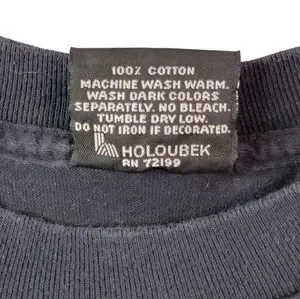 100% COTTON
MACHINE WASH WARM.
WASH DARK COLORS
SEPARATELY. NO BLEACH.
TUMBLE DRY LOW.
DO NOT IRON IF DECORATED.
HOLOUBEK
RN 72199